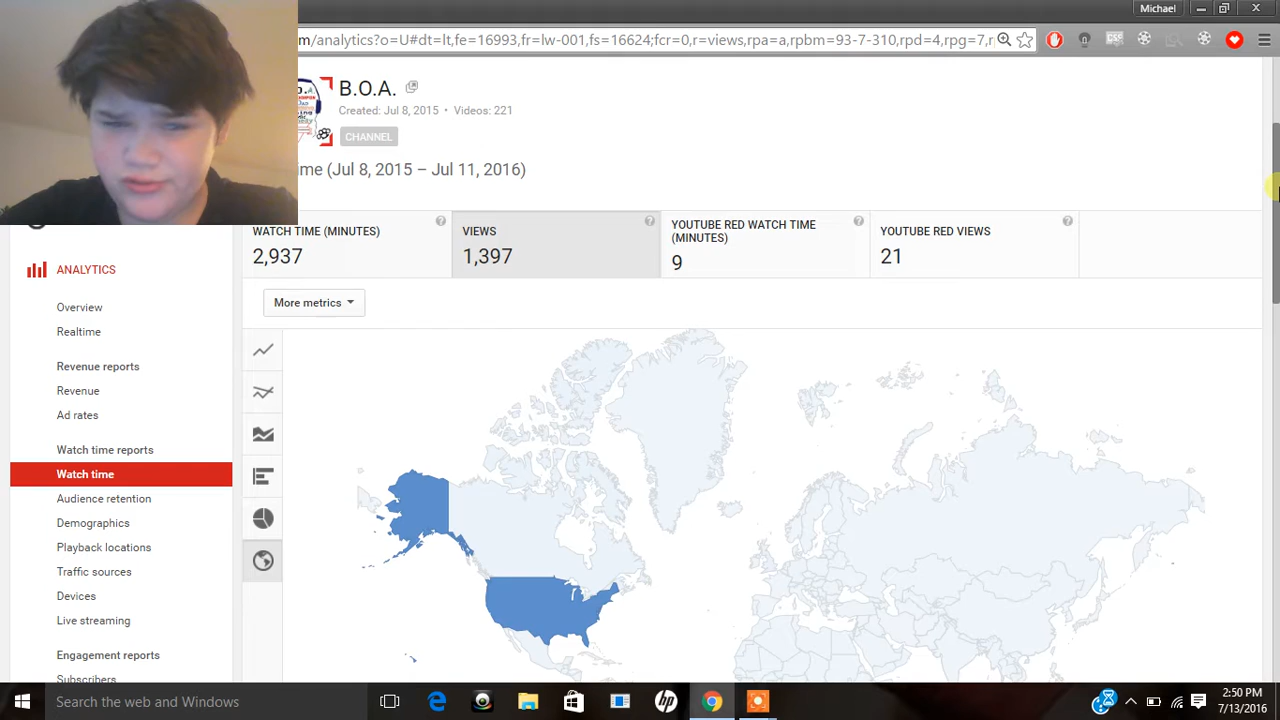 Michael
m/analytics?o=U#dt=lt,fe=16993,fr=lw-001,fs=16624;fcr=0,r=views,rpa=a,rpbm=93-7-310,rpd=4,rpg=7,r
B.O.A.
Created: Jul 8, 2015 • Videos: 221
CHANNEL
ime (Jul 8, 2015 – Jul 11, 2016)
WATCH TIME (MINUTES)
2,937
VIEWS
1,397
YOUTUBE RED WATCH TIME
(MINUTES)
9
YOUTUBE RED VIEWS
21
More metrics
ANALYTICS
Overview
Realtime
Revenue reports
Revenue
Ad rates
Watch time reports
Watch time
Audience retention
Demographics
Playback locations
Traffic sources
Devices
Live streaming
Engagement reports
Subscribers
Search the web and Windows
2:50 PM
7/13/2016